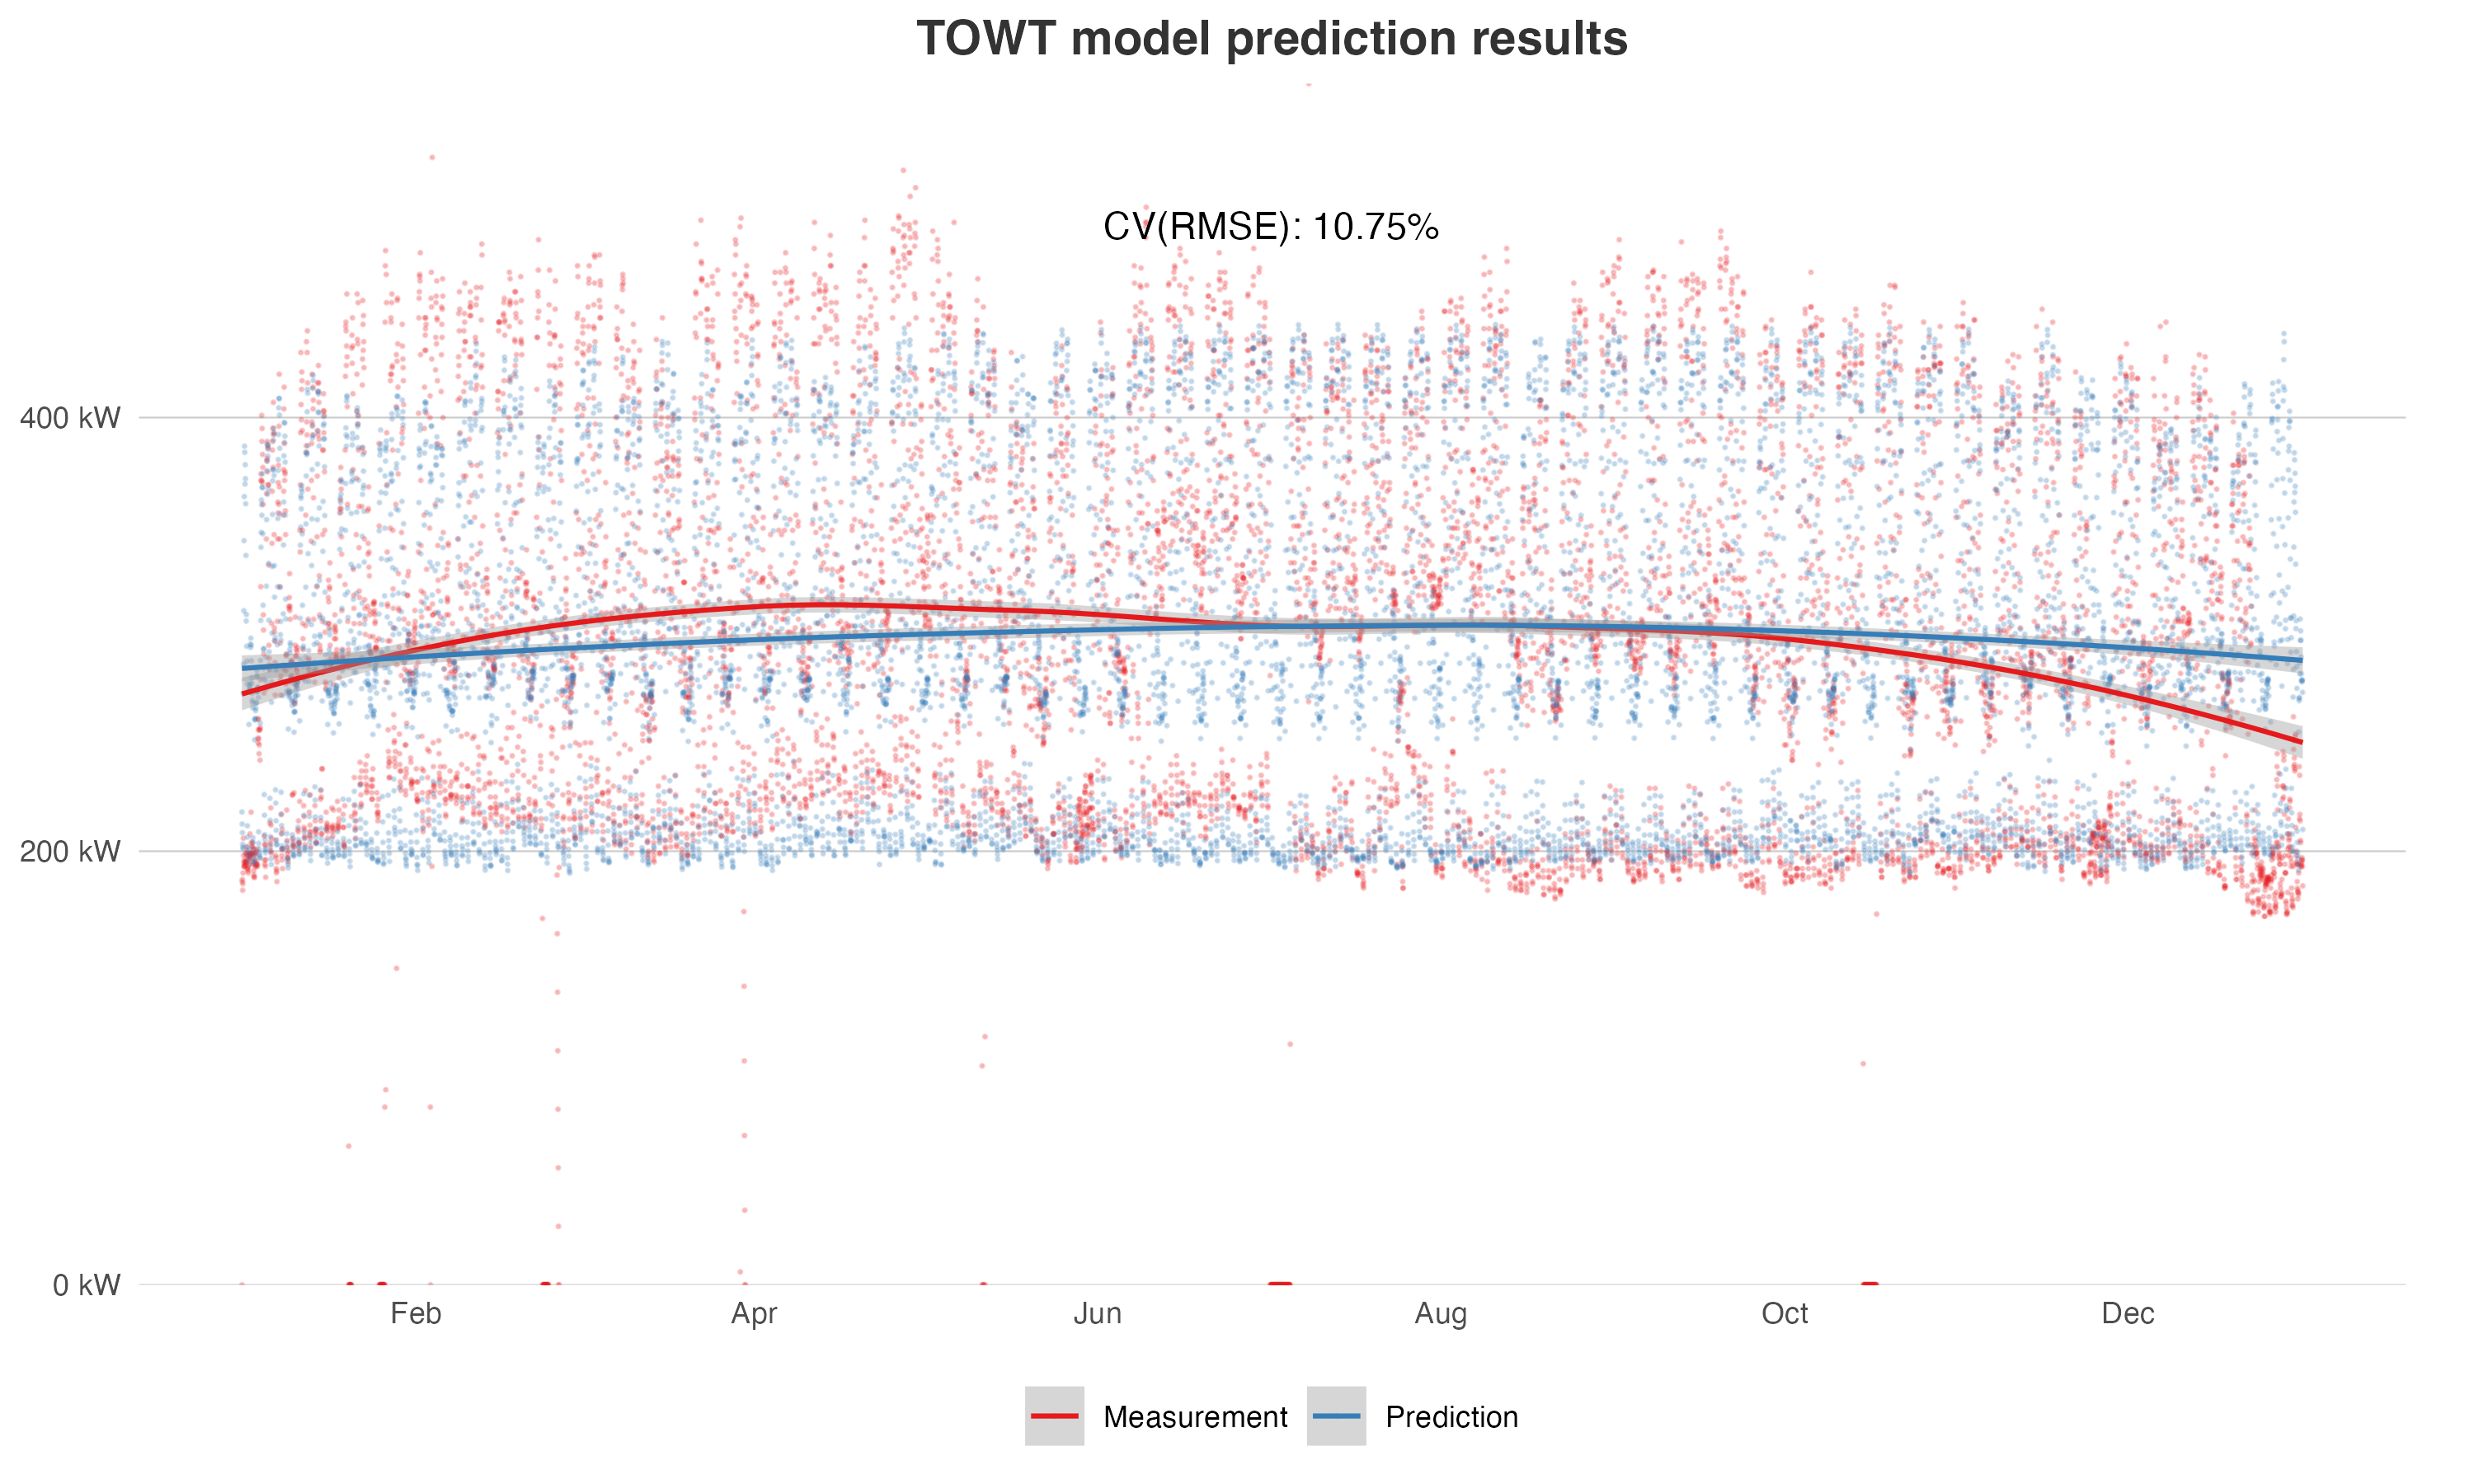 TOWT model prediction results
CV(RMSE): 10.75%
400 kW
200 kW
0 kW
Feb Apr Jun Aug Oct Dec
Measurement Prediction